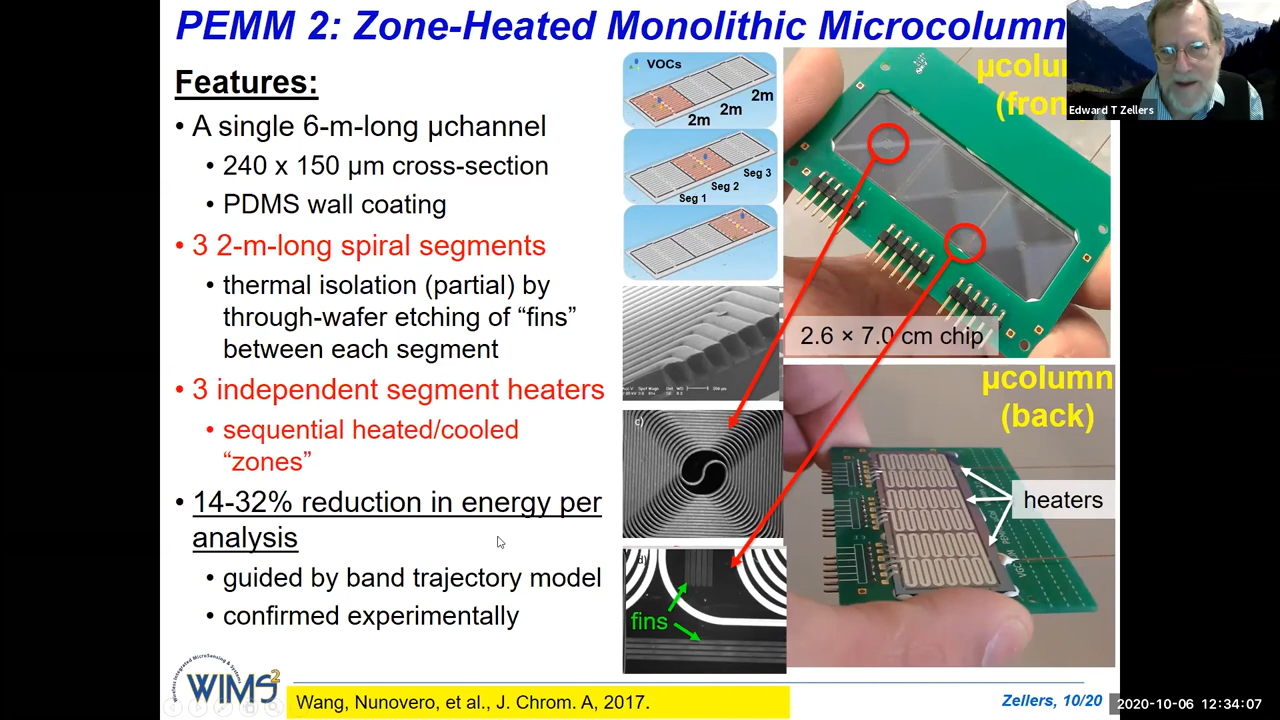 PEMM 2: Zone-Heated Monolithic Microcolumn
Features:
• A single 6-m-long μchannel
• 240 x 150 μm cross-section
• PDMS wall coating
• 3 2-m-long spiral segments
• thermal isolation (partial) by
through-wafer etching of “fins”
between each segment
• 3 independent segment heaters
• sequential heated/cooled
“zones”
• 14-32% reduction in energy per
analysis
• guided by band trajectory model
• confirmed experimentally
VOCs
2m
2m
2m
Seg 3
Seg 2
Seg 1
c)
fins
2.6 × 7.0 cm chip
Edward T Zellers
μcolumn
(back)
heaters
WIMS2
Wang, Nunovero, et al., J. Chrom. A, 2017.
Zellers, 10/20
2020-10-06 12:34:07